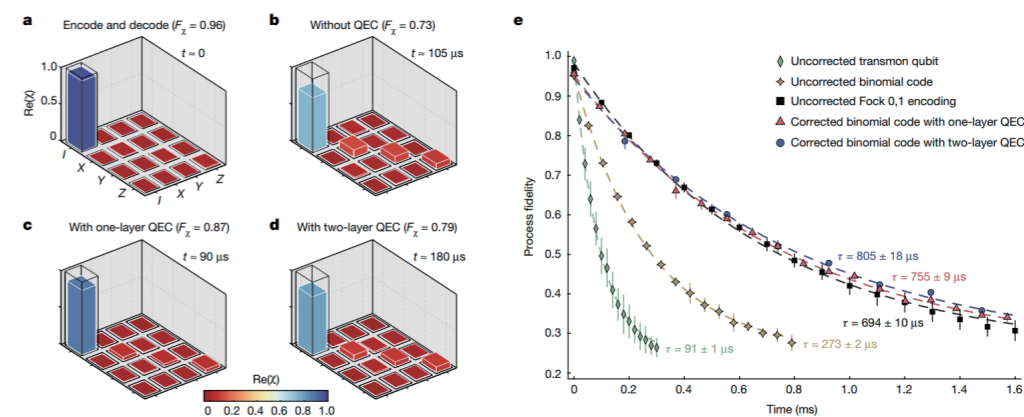 a Encode and decode (Fχ = 0.96)
t ≈ 0
1.0
0.5
0
Re(χ)
I X Y Z
I X Y Z
b Without QEC (Fχ = 0.73)
t ≈ 105 μs
c With one-layer QEC (Fχ = 0.87)
t ≈ 90 μs
d With two-layer QEC (Fχ = 0.79)
t ≈ 180 μs
Re(χ)
0 0.2 0.4 0.6 0.8 1.0
e
Process fidelity
1.0
0.9
0.8
0.7
0.6
0.5
0.4
0.3
0.2
Uncorrected transmon qubit
Uncorrected binomial code
Uncorrected Fock 0,1 encoding
Corrected binomial code with one-layer QEC
Corrected binomial code with two-layer QEC
τ = 805 ± 18 μs
τ = 755 ± 9 μs
τ = 694 ± 10 μs
τ = 91 ± 1 μs
τ = 273 ± 2 μs
0 0.2 0.4 0.6 0.8 1.0 1.2 1.4 1.6
Time (ms)